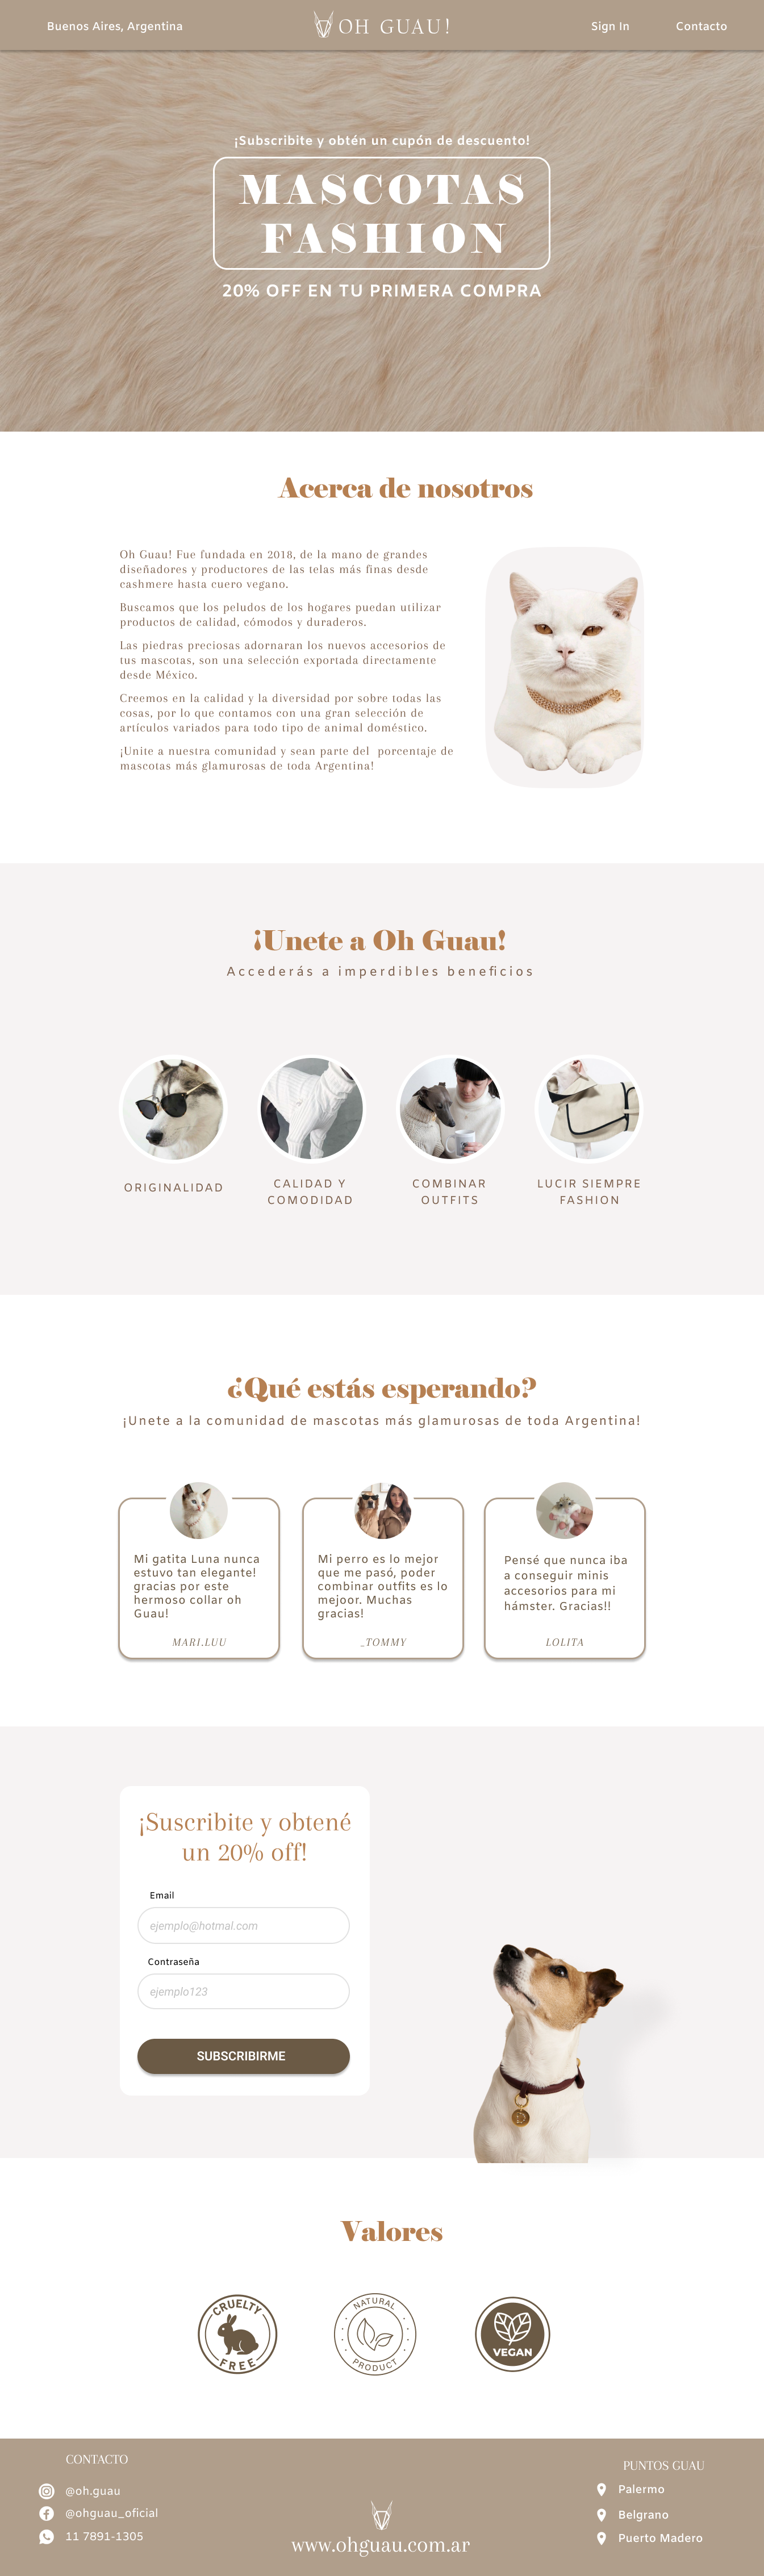 Buenos Aires, Argentina
OH GUAU!
Sign In
Contacto
¡Subscribite y obtén un cupón de descuento!
MASCOTAS
FASHION
20% OFF EN TU PRIMERA COMPRA
Acerca de nosotros
Oh Guau! Fue fundada en 2018, de la mano de grandes
diseñadores y productores de las telas más finas desde
cashmere hasta cuero vegano.
Buscamos que los peludos de los hogares puedan utilizar
productos de calidad, cómodos y duraderos.
Las piedras preciosas adornaran los nuevos accesorios de
tus mascotas, son una selección exportada directamente
desde México.
Creemos en la calidad y la diversidad por sobre todas las
cosas, por lo que contamos con una gran selección de
artículos variados para todo tipo de animal doméstico.
¡Unite a nuestra comunidad y sean parte del porcentaje de
mascotas más glamurosas de toda Argentina!
¡Unete a Oh Guau!
Accederás a imperdibles beneficios
ORIGINALIDAD
CALIDAD Y
COMODIDAD
COMBINAR
OUTFITS
LUCIR SIEMPRE
FASHION
¿Qué estás esperando?
¡Unete a la comunidad de mascotas más glamurosas de toda Argentina!
Mi gatita Luna nunca
estuvo tan elegante!
gracias por este
hermoso collar oh
Guau!
MARI.LUU
Mi perro es lo mejor
que me pasó, poder
combinar outfits es lo
mejoor. Muchas
gracias!
_TOMMY
Pensé que nunca iba
a conseguir minis
accesorios para mi
hámster. Gracias!!
LOLITA
¡Suscribite y obtené
un 20% off!
Email
ejemplo@hotmal.com
Contraseña
ejemplo123
SUBSCRIBIRME
Valores
CRUELTY
FREE
NATURAL
PRODUCT
VEGAN
CONTACTO
@oh.guau
@ohguau_oficial
11 7891-1305
www.ohguau.com.ar
PUNTOS GUAU
Palermo
Belgrano
Puerto Madero